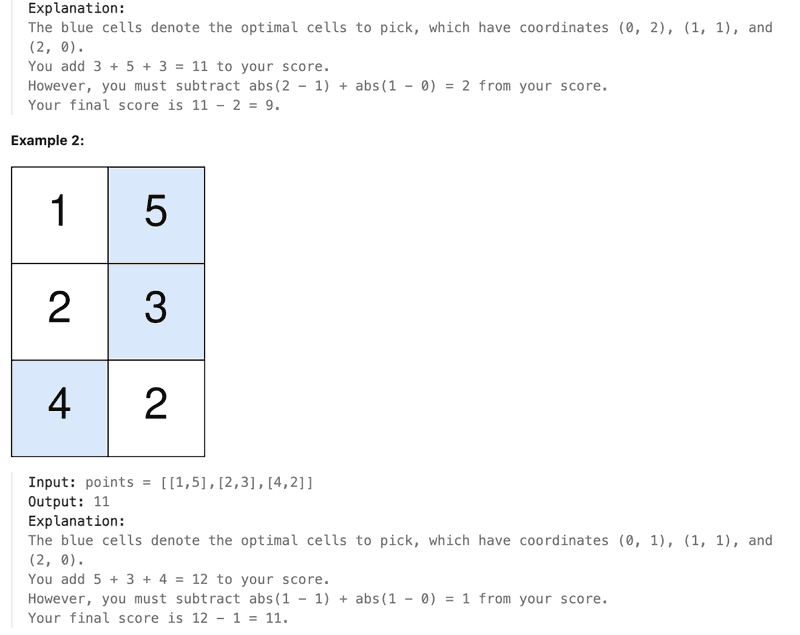 Explanation:
The blue cells denote the optimal cells to pick, which have coordinates (0, 2), (1, 1), and
(2, 0).
You add 3 + 5 + 3 = 11 to your score.
However, you must subtract abs(2 - 1) + abs(1 - 0) = 2 from your score.
Your final score is 11 - 2 = 9.
Example 2:
1 5
2 3
4 2
Input: points = [[1,5],[2,3],[4,2]]
Output: 11
Explanation:
The blue cells denote the optimal cells to pick, which have coordinates (0, 1), (1, 1), and
(2, 0).
You add 5 + 3 + 4 = 12 to your score.
However, you must subtract abs(1 - 1) + abs(1 - 0) = 1 from your score.
Your final score is 12 - 1 = 11.